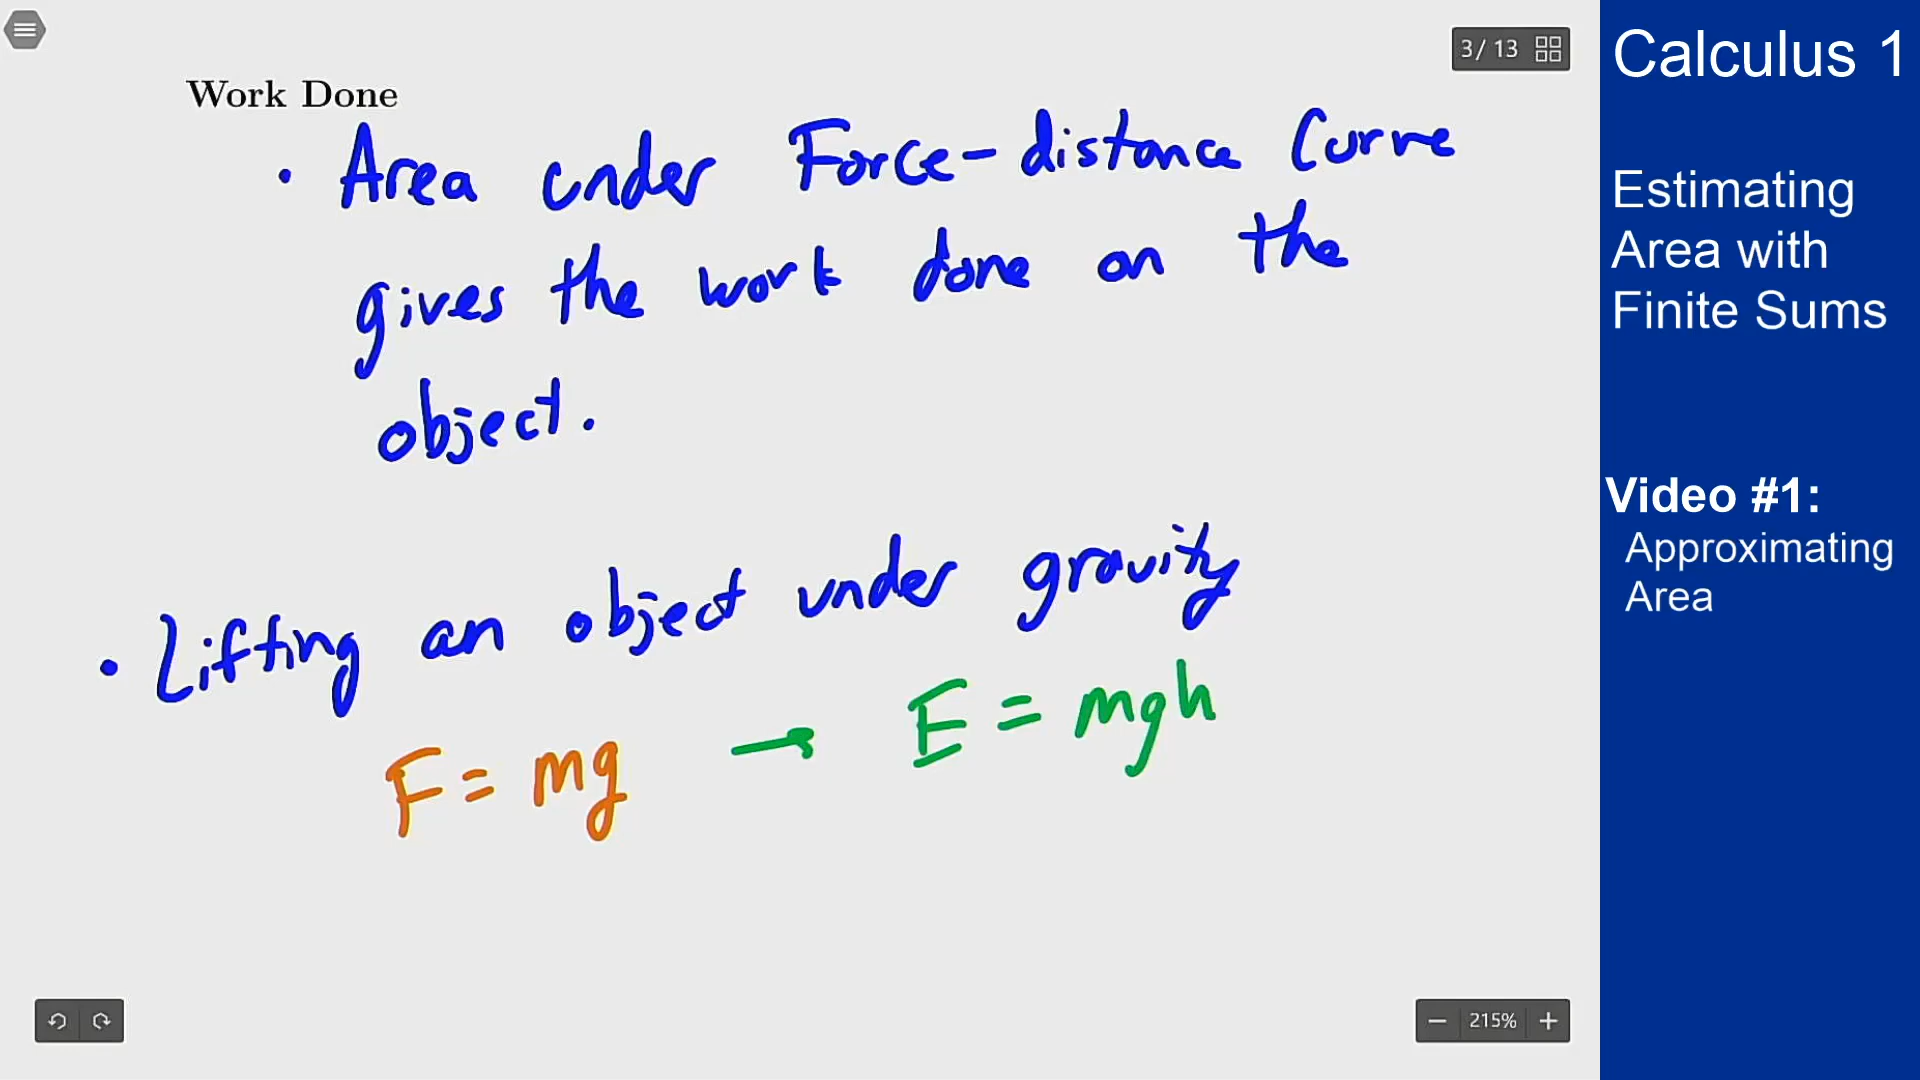 3/ 13
Work Done
• Area under Force-distance Curve
gives the work done on the
object.
• Lifting an object under gravity
F = mg → E = mgh
215%
Calculus 1
Estimating
Area with
Finite Sums
Video #1:
Approximating
Area